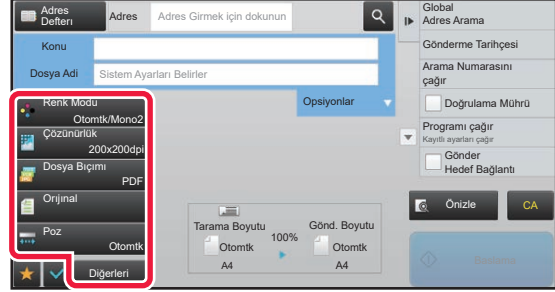 Adres
Defteri
Adres
Adres Girmek için dokunun
Konu
Dosya Adi
Sistem Ayarları Belirler
Opsiyonlar
Renk Modu
Otomtk/Mono2
Çözünürlük
200x200dpi
Dosya Bıçımı
PDF
Orıjınal
Poz
Otomtk
Diğerleri
Tarama Boyutu
Otomtk
A4
100%
Gönd. Boyutu
Otomtk
A4
Global
Adres Arama
Gönderme Tarihçesi
Arama Numarasını
çağır
Doğrulama Mührü
Programı çağır
Kayıtlı ayarları çağır
Gönder
Hedef Bağlantı
Önizle
CA